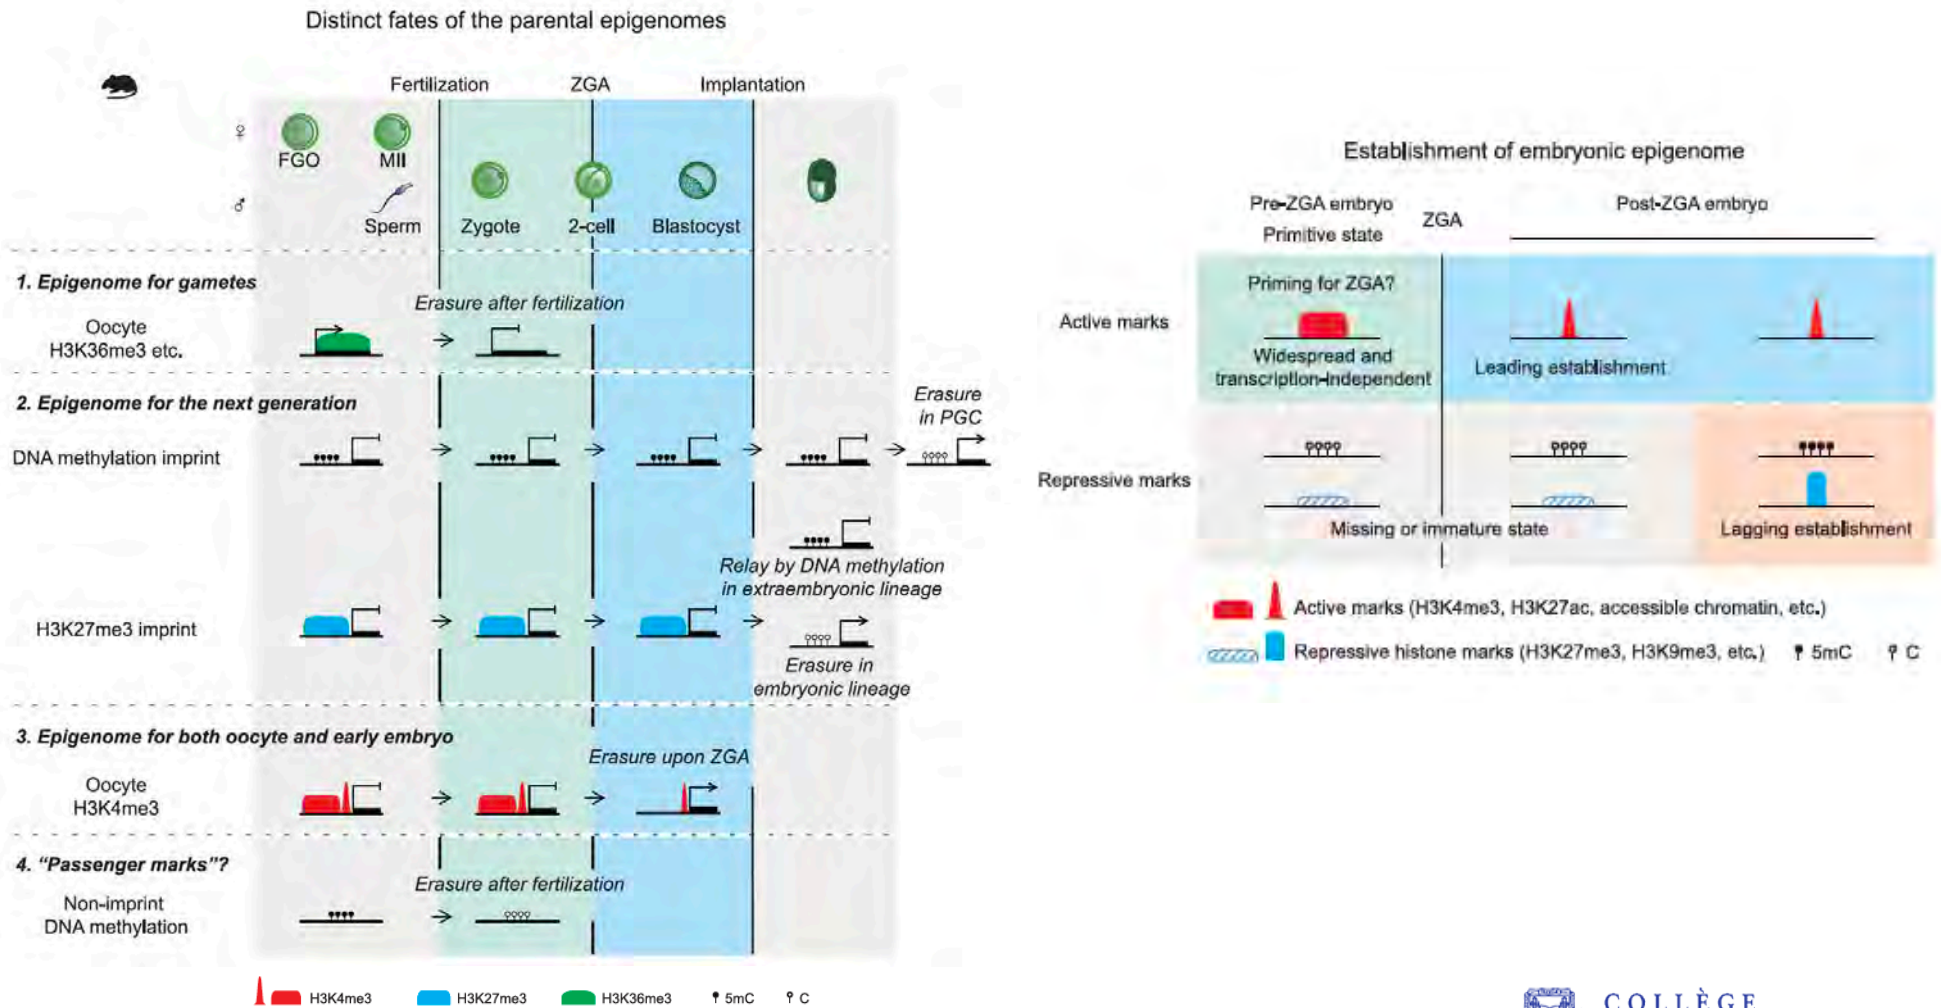 Distinct fates of the parental epigenomes
Fertilization
ZGA
Implantation
♀
FGO
MII
♂
Sperm
Zygote
2-cell
Blastocyst
1. Epigenome for gametes
Erasure after fertilization
Oocyte
H3K36me3 etc.
2. Epigenome for the next generation
Erasure
in PGC
DNA methylation imprint
Relay by DNA methylation
in extraembryonic lineage
H3K27me3 imprint
Erasure in
embryonic lineage
3. Epigenome for both oocyte and early embryo
Erasure upon ZGA
Oocyte
H3K4me3
4. “Passenger marks”?
Erasure after fertilization
Non-imprint
DNA methylation
H3K4me3
H3K27me3
H3K36me3
5mC
C
Establishment of embryonic epigenome
Pre-ZGA embryo
Primitive state
ZGA
Post-ZGA embryo
Active marks
Priming for ZGA?
Widespread and
transcription-independent
Leading establishment
Repressive marks
Missing or immature state
Lagging establishment
Active marks (H3K4me3, H3K27ac, accessible chromatin, etc.)
Repressive histone marks (H3K27me3, H3K9me3, etc.)
5mC
C
COLLÈGE